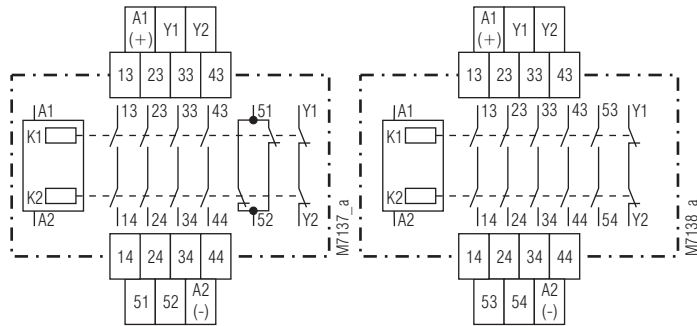 A1 (+) Y1 Y2
13 23 33 43
A1 13 23 33 43 51 Y1
K1
K2
A2 14 24 34 44 52 Y2
14 24 34 44
51 52 A2 (-)
M7137_a
A1 (+) Y1 Y2
13 23 33 43
A1 13 23 33 43 53 Y1
K1
K2
A2 14 24 34 44 54 Y2
14 24 34 44
53 54 A2 (-)
M7138_a